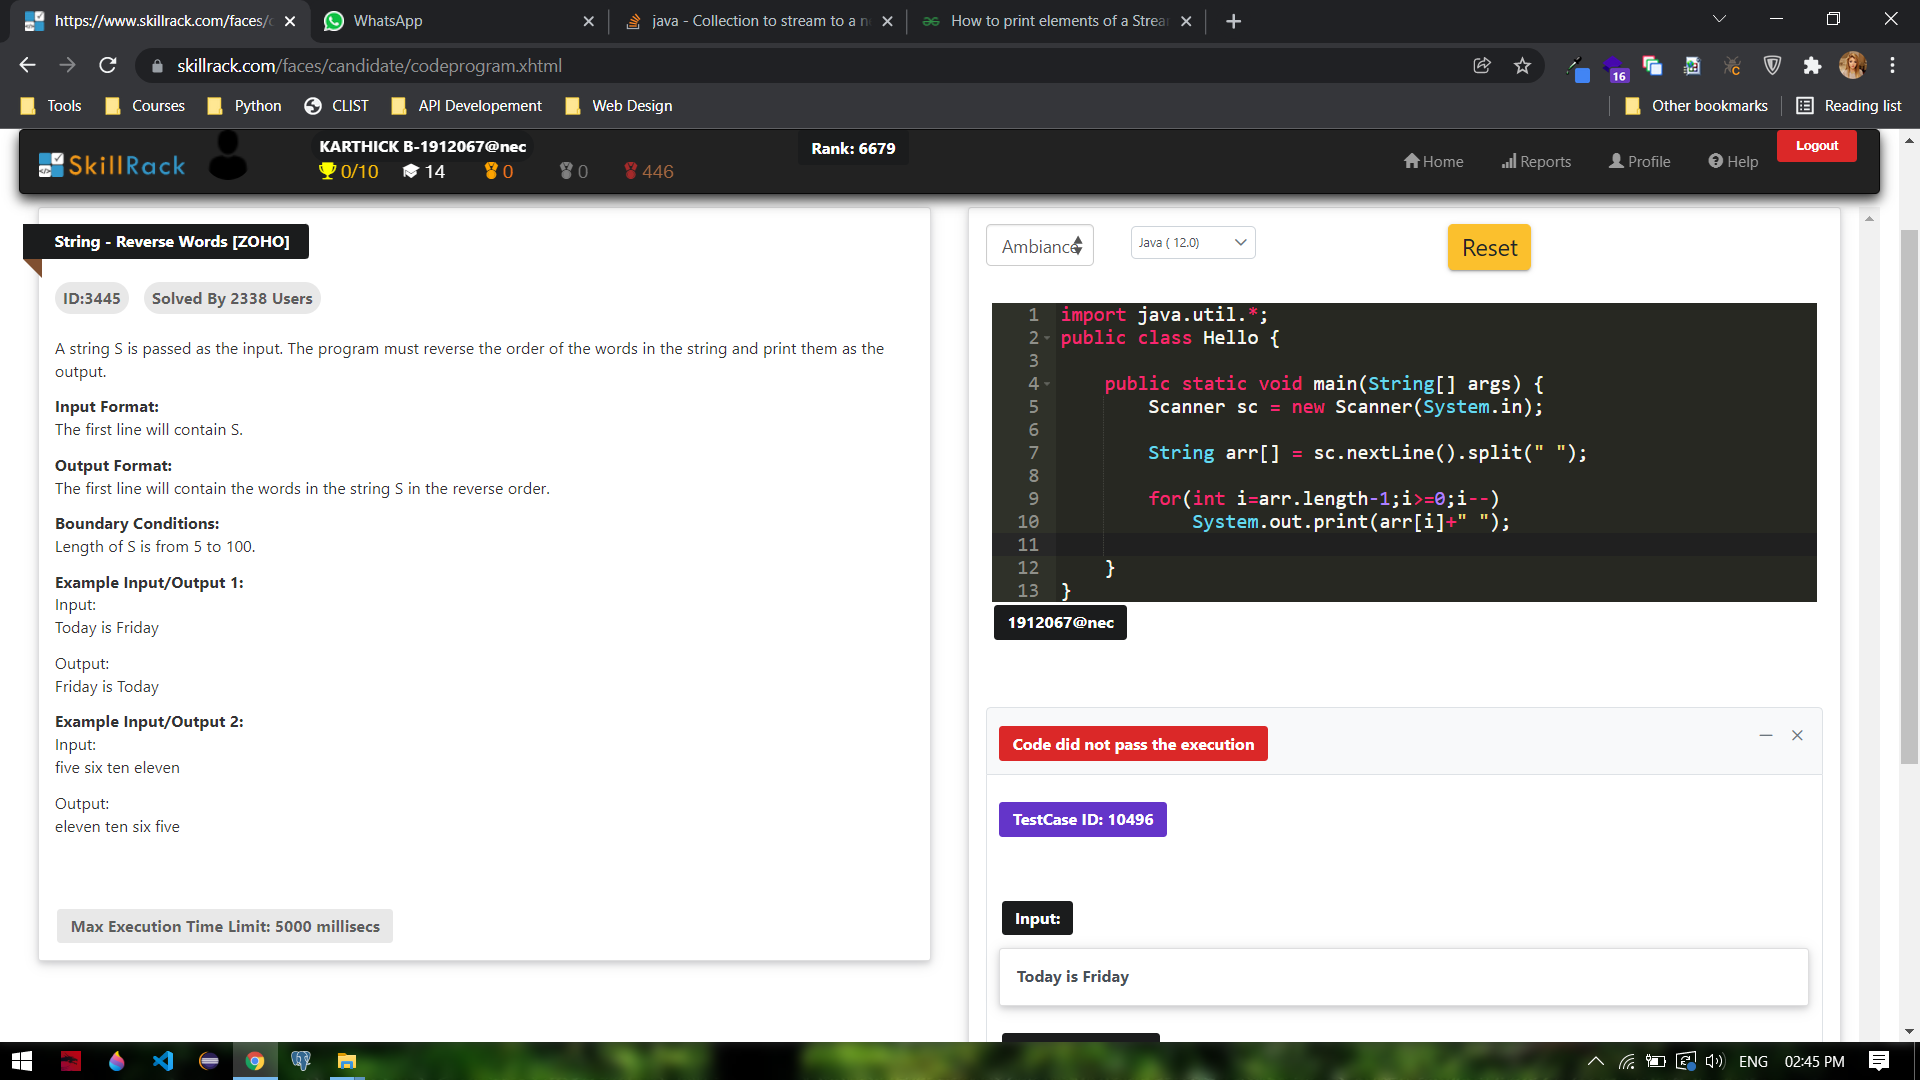 https://www.skillrack.com/faces/c
WhatsApp
java - Collection to stream to a n
How to print elements of a Strea
skillrack.com/faces/candidate/codeprogram.xhtml
16
Tools
Courses
Python
CLIST
API Developement
Web Design
Other bookmarks
Reading list
SkillRack
KARTHICK B-1912067@nec
0/10 14 0 0 446
Rank: 6679
Home
Reports
Profile
Help
Logout
String - Reverse Words [ZOHO]
ID:3445 Solved By 2338 Users
A string S is passed as the input. The program must reverse the order of the words in the string and print them as the
output.
Input Format:
The first line will contain S.
Output Format:
The first line will contain the words in the string S in the reverse order.
Boundary Conditions:
Length of S is from 5 to 100.
Example Input/Output 1:
Input:
Today is Friday
Output:
Friday is Today
Example Input/Output 2:
Input:
five six ten eleven
Output:
eleven ten six five
Max Execution Time Limit: 5000 millisecs
Ambiance
Java ( 12.0)
Reset
1 import java.util.*;
2 public class Hello {
3
4 public static void main(String[] args) {
5 Scanner sc = new Scanner(System.in);
6
7 String arr[] = sc.nextLine().split(" ");
8
9 for(int i=arr.length-1;i>=0;i--)
10 System.out.print(arr[i]+" ");
11
12 }
13 }
1912067@nec
Code did not pass the execution
TestCase ID: 10496
Input:
Today is Friday
ENG
02:45 PM